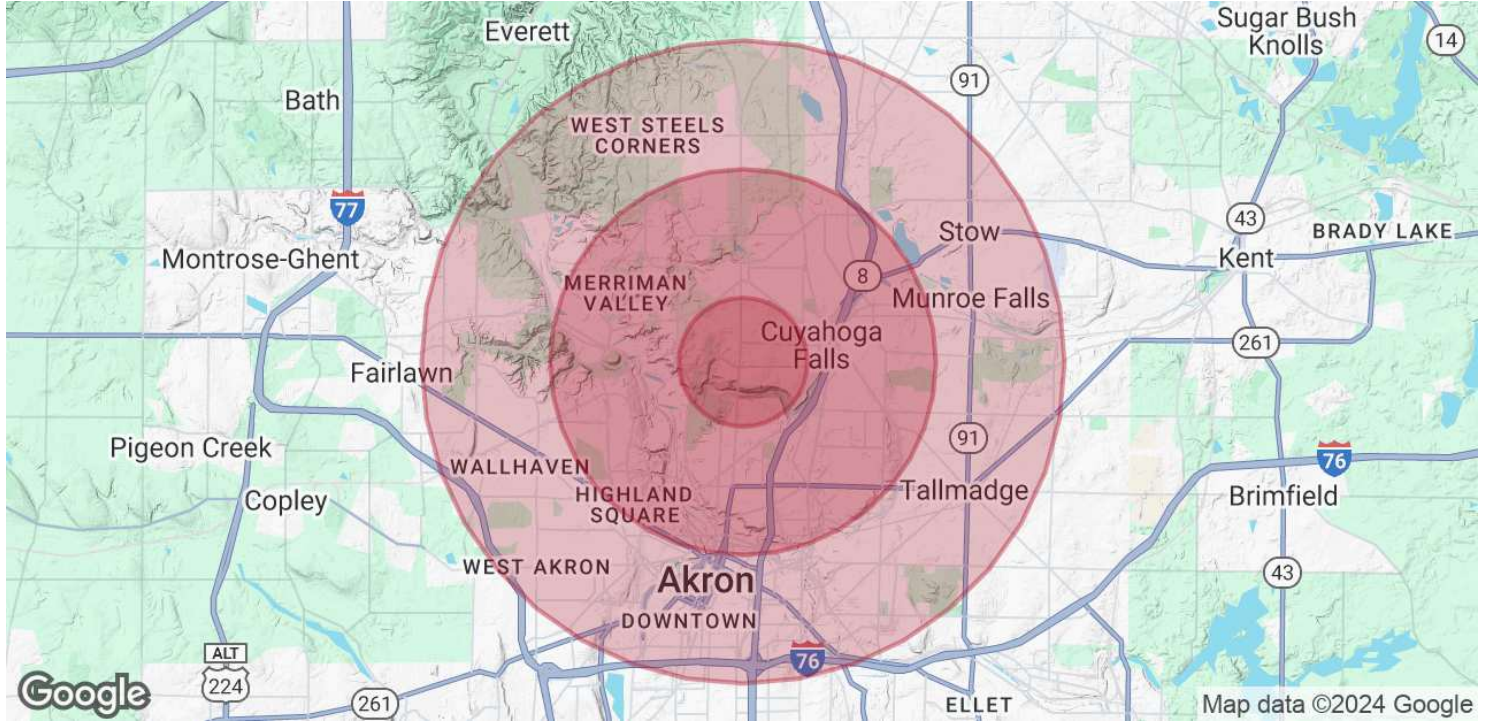 Everett
Sugar Bush
Knolls
14
91
Bath
WEST STEELS
CORNERS
77
43
Stow
BRADY LAKE
Montrose-Ghent
Kent
8
MERRIMAN
VALLEY
Munroe Falls
Cuyahoga
Falls
261
Fairlawn
91
Pigeon Creek
WALLHAVEN
76
HIGHLAND
SQUARE
Tallmadge
Brimfield
Copley
WEST AKRON
Akron
43
DOWNTOWN
ALT
224
76
261
ELLET
Google
Map data ©2024 Google